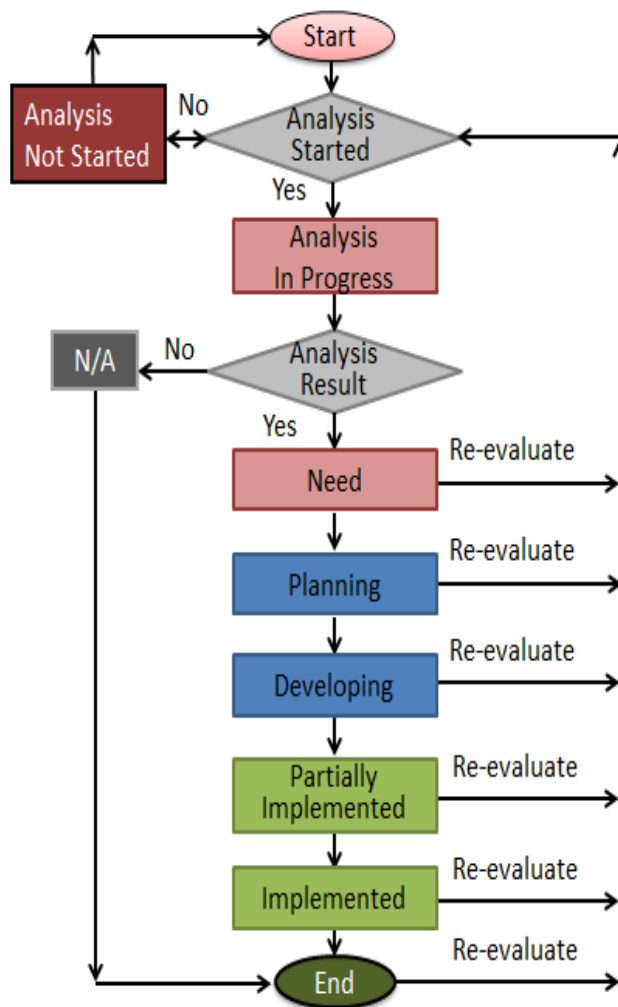 Start
Analysis
Not Started
No
Analysis
Started
Yes
Analysis
In Progress
N/A
No
Analysis
Result
Yes
Need
Re-evaluate
Planning
Re-evaluate
Developing
Re-evaluate
Partially
Implemented
Re-evaluate
Implemented
Re-evaluate
End
Re-evaluate